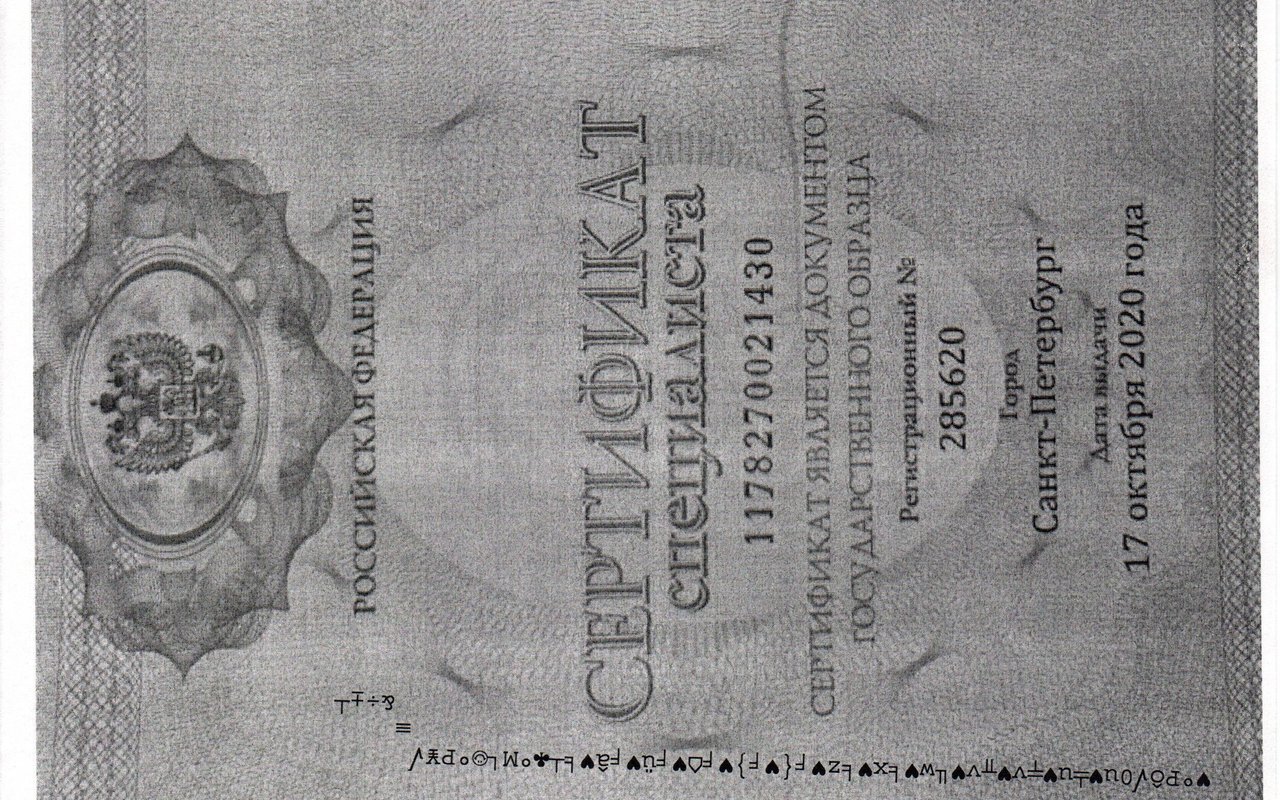 РОССИЙСКАЯ ФЕДЕРАЦИЯ
СЕРТИФИКАТ
специалиста
1178270021430
СЕРТИФИКАТ ЯВЛЯЕТСЯ ДОКУМЕНТОМ
ГОСУДАРСТВЕННОГО ОБРАЗЦА
Регистрационный №
285620
Город
Санкт-Петербург
Дата выдачи
17 октября 2020 года